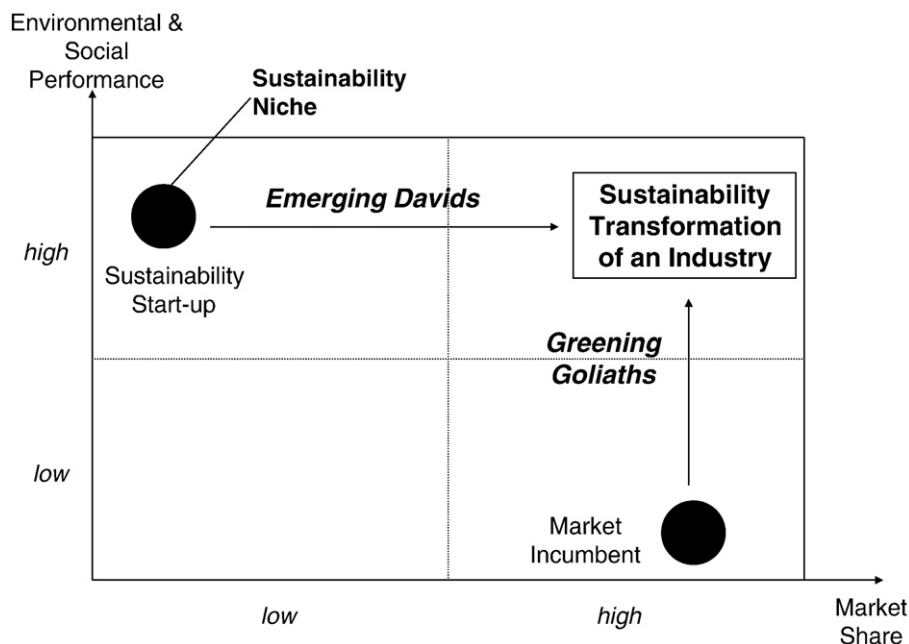 Environmental &
Social
Performance
Sustainability
Niche
Emerging Davids
Sustainability
Transformation
of an Industry
high
Sustainability
Start-up
Greening
Goliaths
low
Market
Incumbent
low
high
Market
Share